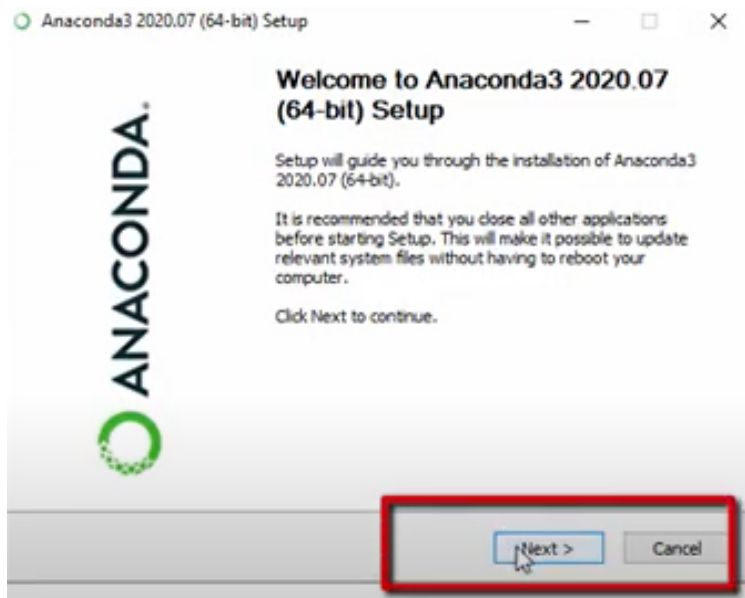 Anaconda3 2020.07 (64-bit) Setup
Welcome to Anaconda3 2020.07
(64-bit) Setup
Setup will guide you through the installation of Anaconda3
2020.07 (64-bit).
It is recommended that you close all other applications
before starting Setup. This will make it possible to update
relevant system files without having to reboot your
computer.
Click Next to continue.
ANACONDA.
Next >
Cancel